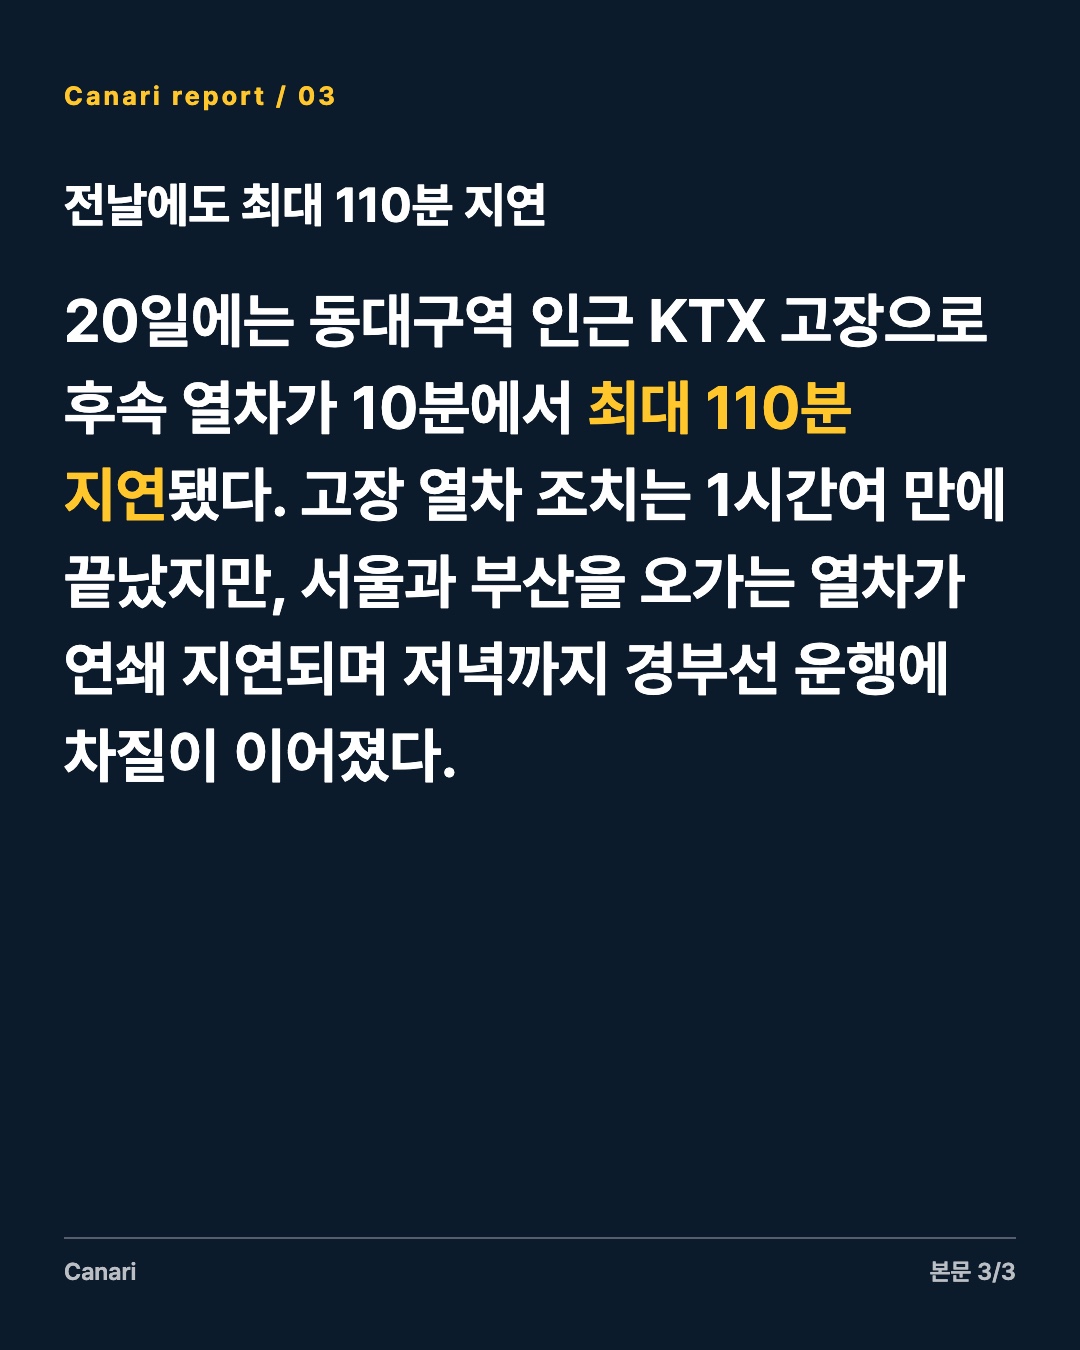 Canari report / 03
전날에도 최대 110분 지연
20일에는 동대구역 인근 KTX 고장으로
후속 열차가 10분에서 최대 110분
지연됐다. 고장 열차 조치는 1시간여 만에
끝났지만, 서울과 부산을 오가는 열차가
연쇄 지연되며 저녁까지 경부선 운행에
차질이 이어졌다.
Canari
본문 3/3